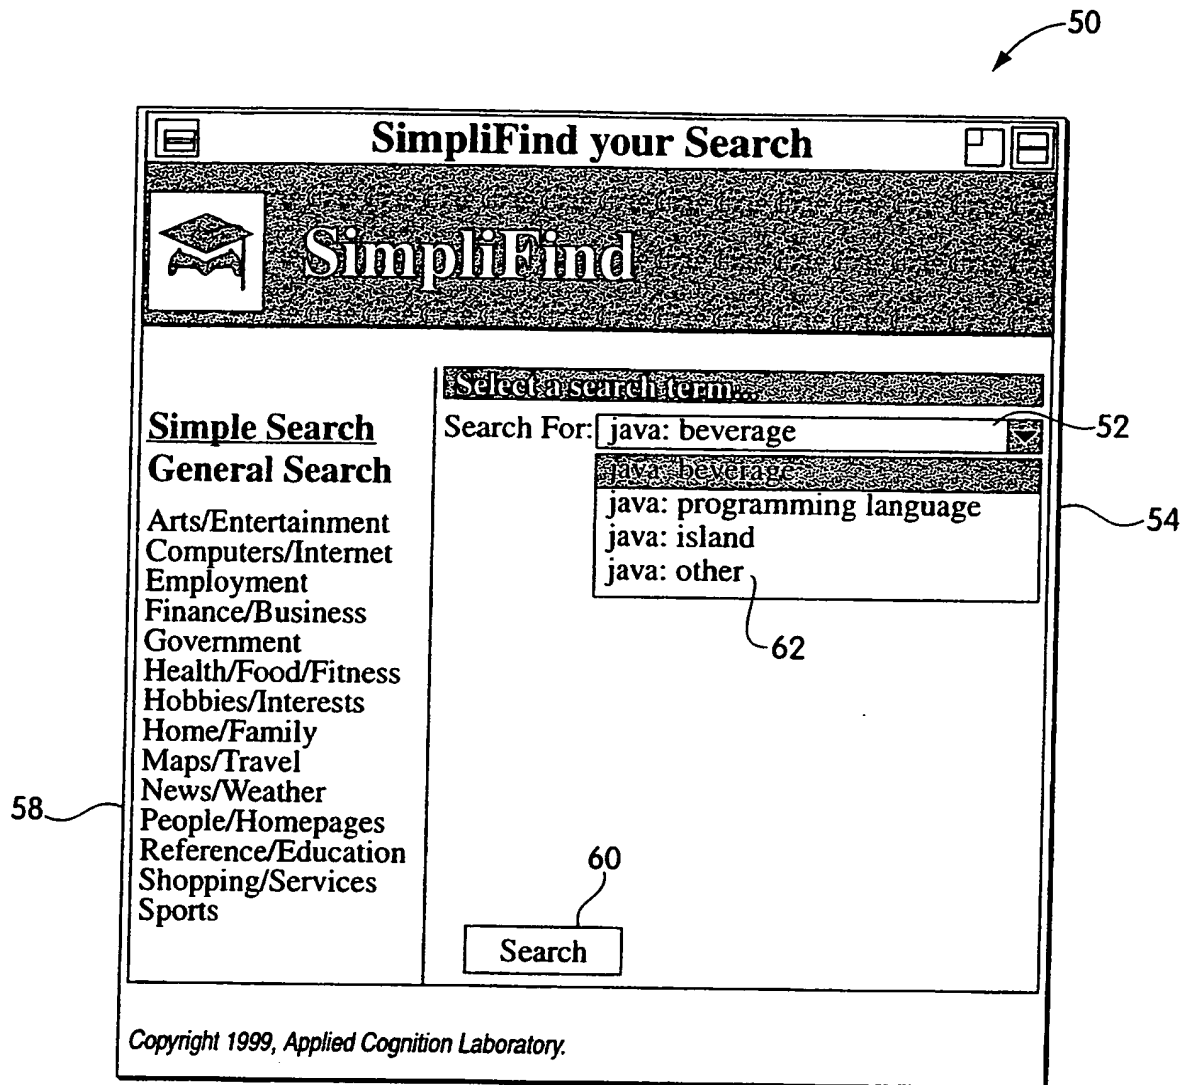 50
SimpliFind your Search
SimpliFind
Select a search term...
Search For: java: beverage
52
java: beverage
java: programming language
java: island
java: other
54
62
Simple Search
General Search
Arts/Entertainment
Computers/Internet
Employment
Finance/Business
Government
Health/Food/Fitness
Hobbies/Interests
Home/Family
Maps/Travel
News/Weather
People/Homepages
Reference/Education
Shopping/Services
Sports
58
60
Search
Copyright 1999, Applied Cognition Laboratory.